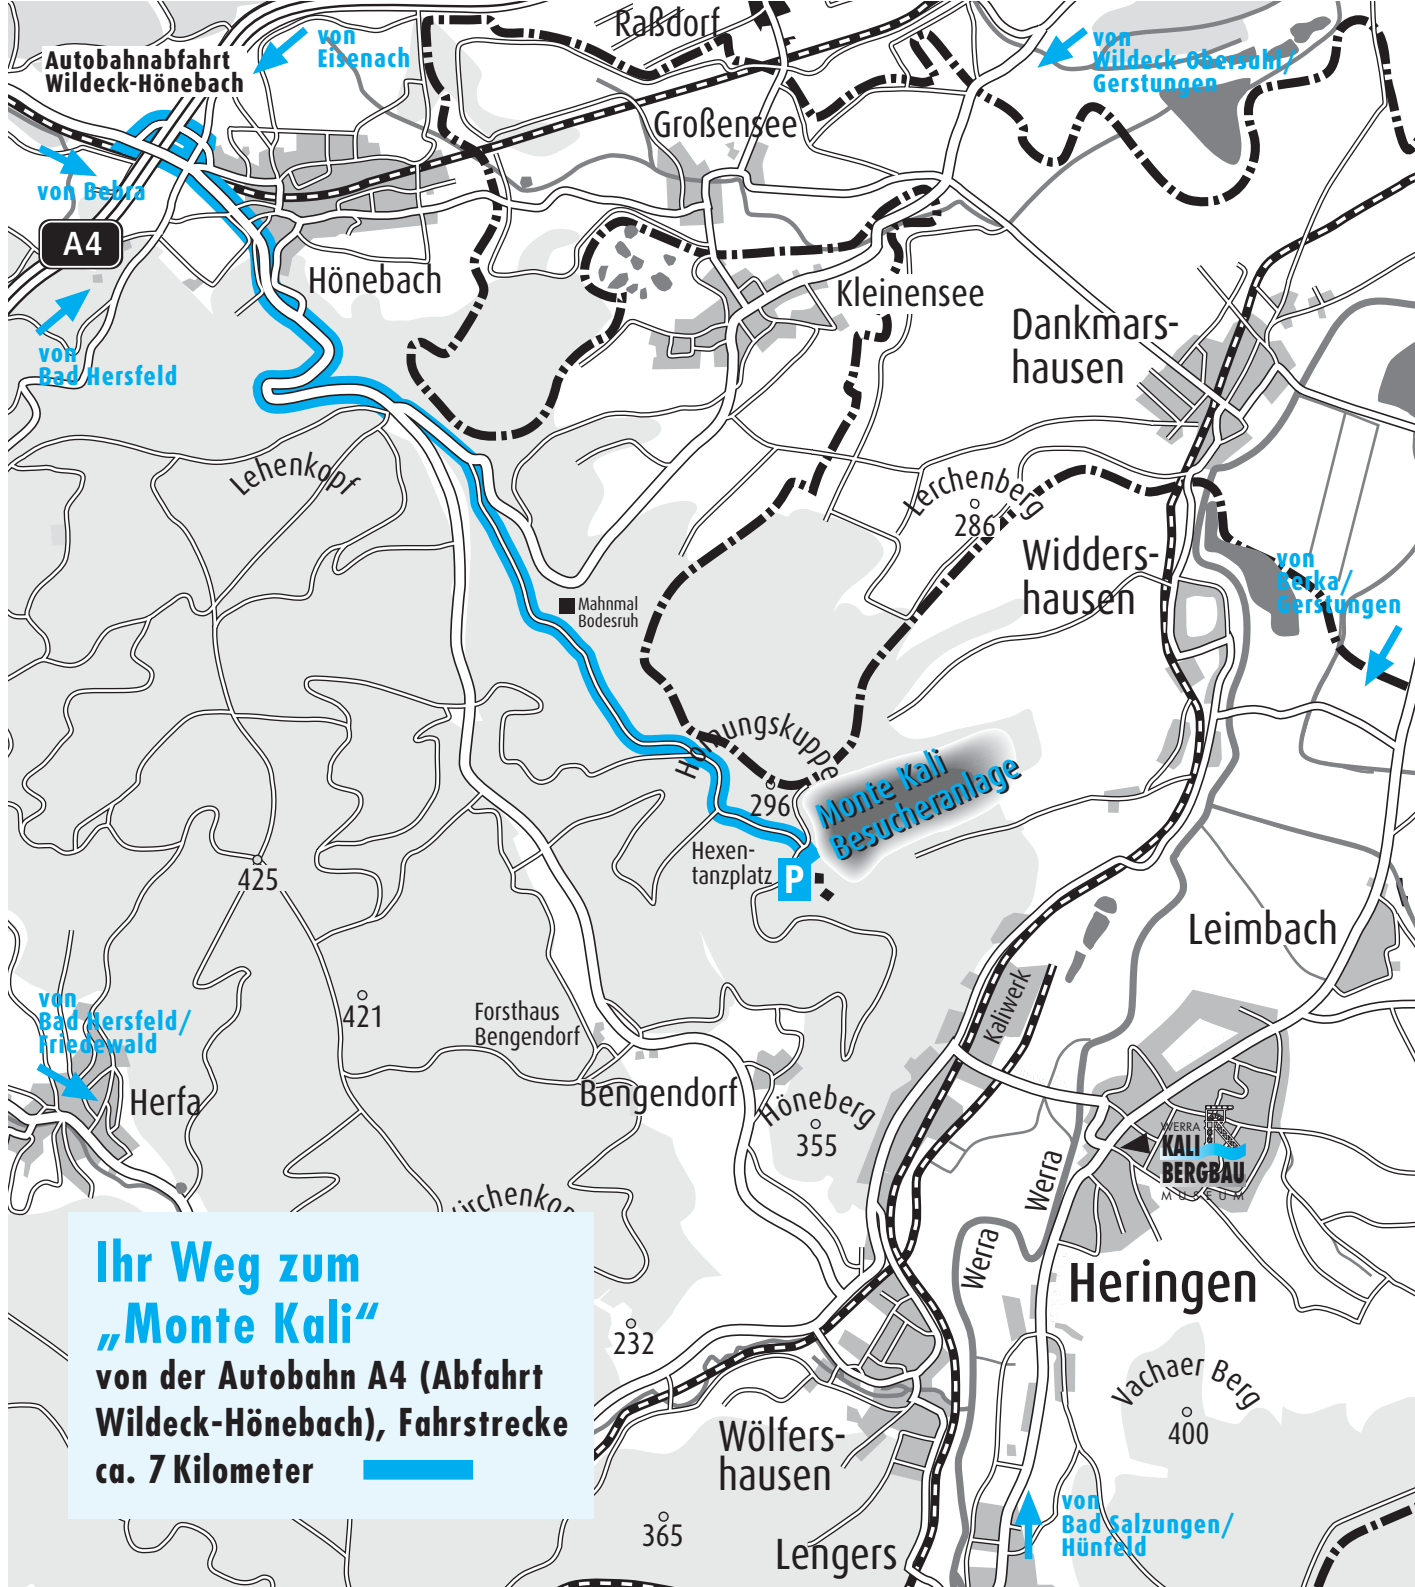 Raßdorf
von
Eisenach
von
Wildeck-Obersuhl/
Gerstungen
Autobahnabfahrt
Wildeck-Hönebach
Großensee
von Bebra
A4
Hönebach
Kleinensee
Dankmars-
hausen
von
Bad Hersfeld
Lehenkopf
Lerchenberg
286
Widders-
hausen
von
Berka/
Gerstungen
Mahnmal
Bodesruh
Hornungskuppe
296
Monte Kali
Besucheranlage
Hexen-
tanzplatz
P
425
Leimbach
421
Forsthaus
Bengendorf
Kaliwerk
von
Bad Hersfeld/
Friedewald
Herfa
Bengendorf
Höneberg
355
WERRA
KALI
BERGBAU
MUSEUM
Werra
Werra
Heringen
Ihr Weg zum
„Monte Kali“
von der Autobahn A4 (Abfahrt
Wildeck-Hönebach), Fahrstrecke
ca. 7 Kilometer
232
Vachaer Berg
400
Wölfers-
hausen
365
Lengers
von
Bad Salzungen/
Hünfeld